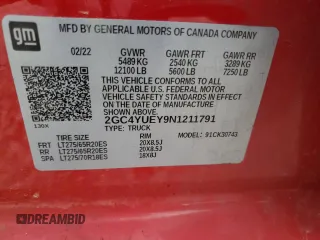 gm
MFD BY GENERAL MOTORS OF CANADA COMPANY
02/22 GVWR GAWR FRT GAWR RR
5489 KG 2540 KG 3289 KG
12100 LB 5600 LB 7250 LB
THIS VEHICLE CONFORMS TO ALL
APPLICABLE U.S. FEDERAL MOTOR
VEHICLE SAFETY STANDARDS IN
EFFECT ON THE DATE OF
MANUFACTURE SHOWN ABOVE.
2GC4YUEY9N1211791
TYPE: TRUCK 91CK30743
TIRE SIZE RIM
FRT LT275/65R20ES 20X8.5J
RR LT275/65R20ES 20X8.5J
SPA LT275/70R18ES 18X8J